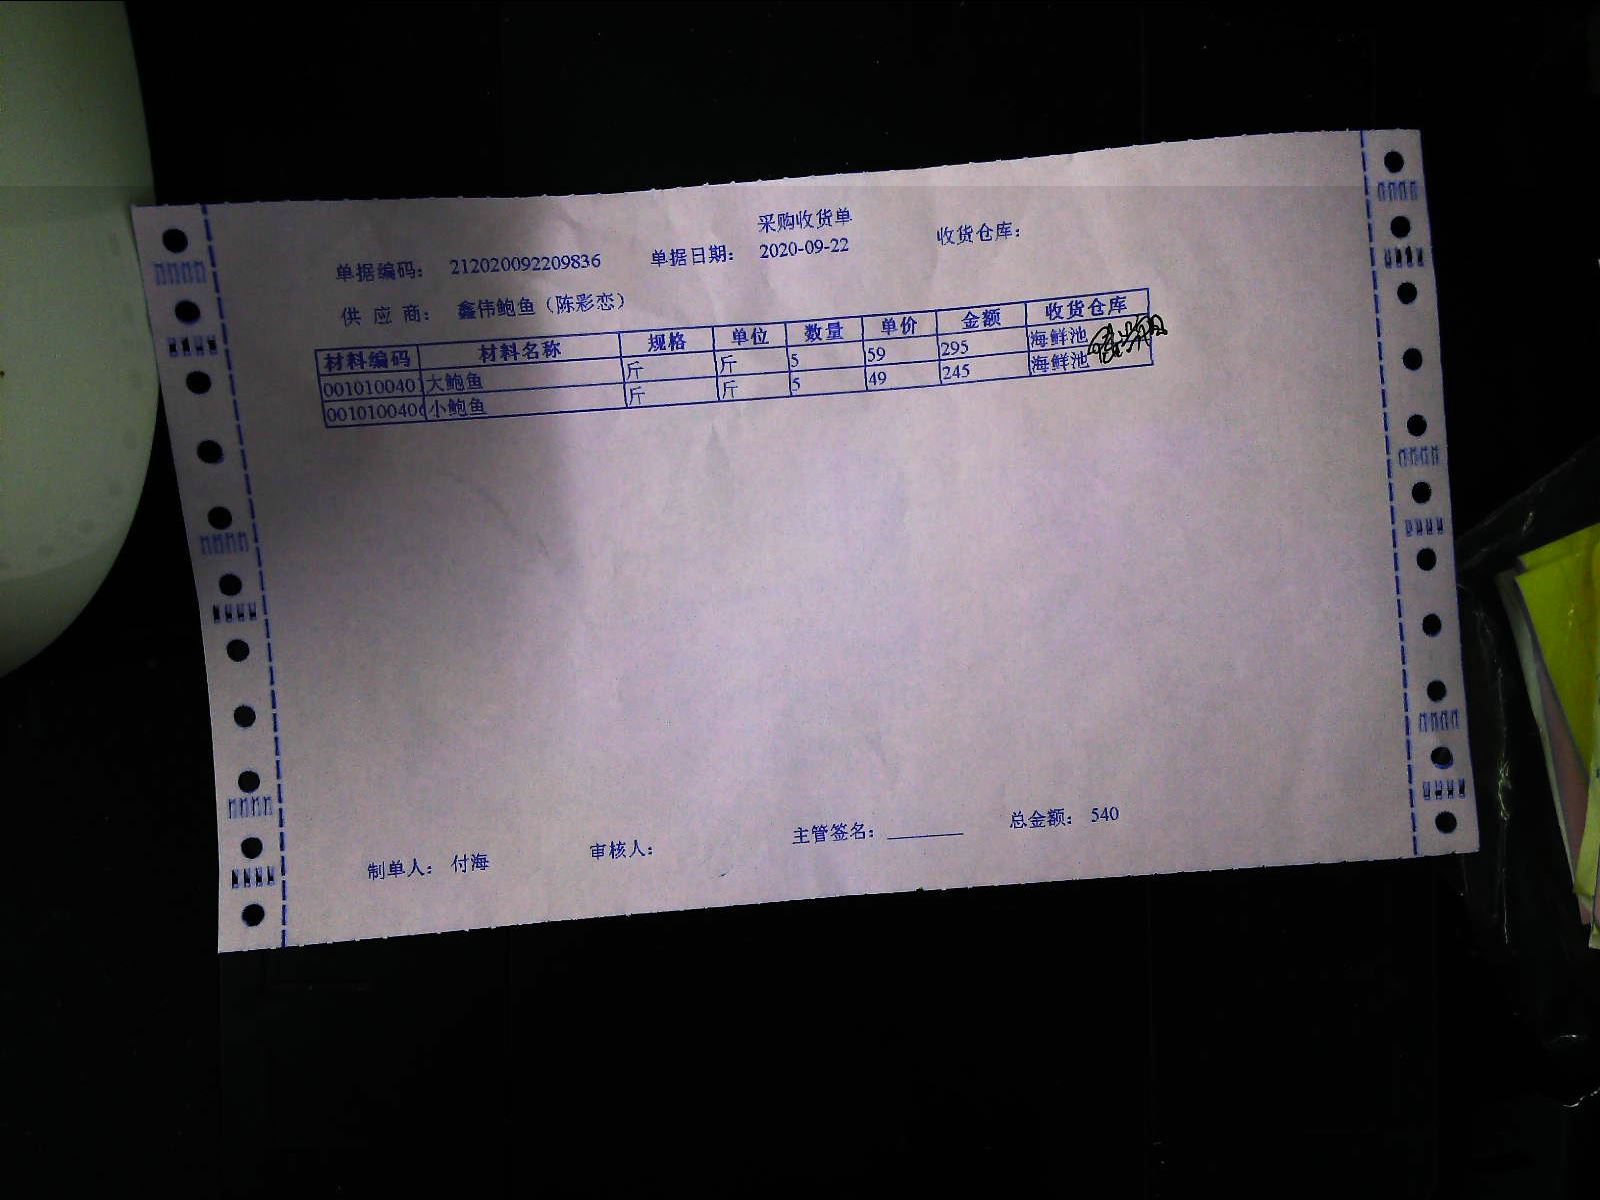 采购收货单
单据编码: 212020092209836 单据日期: 2020-09-22 收货仓库:
供 应 商: 鑫伟鲍鱼（陈彩恋）
材料编码 材料名称 规格 单位 数量 单价 金额 收货仓库
001010040 大鲍鱼 斤 斤 5 59 295 海鲜池
0010100406 小鲍鱼 斤 斤 5 49 245 海鲜池
制单人: 付海 审核人: 主管签名: ________ 总金额: 540